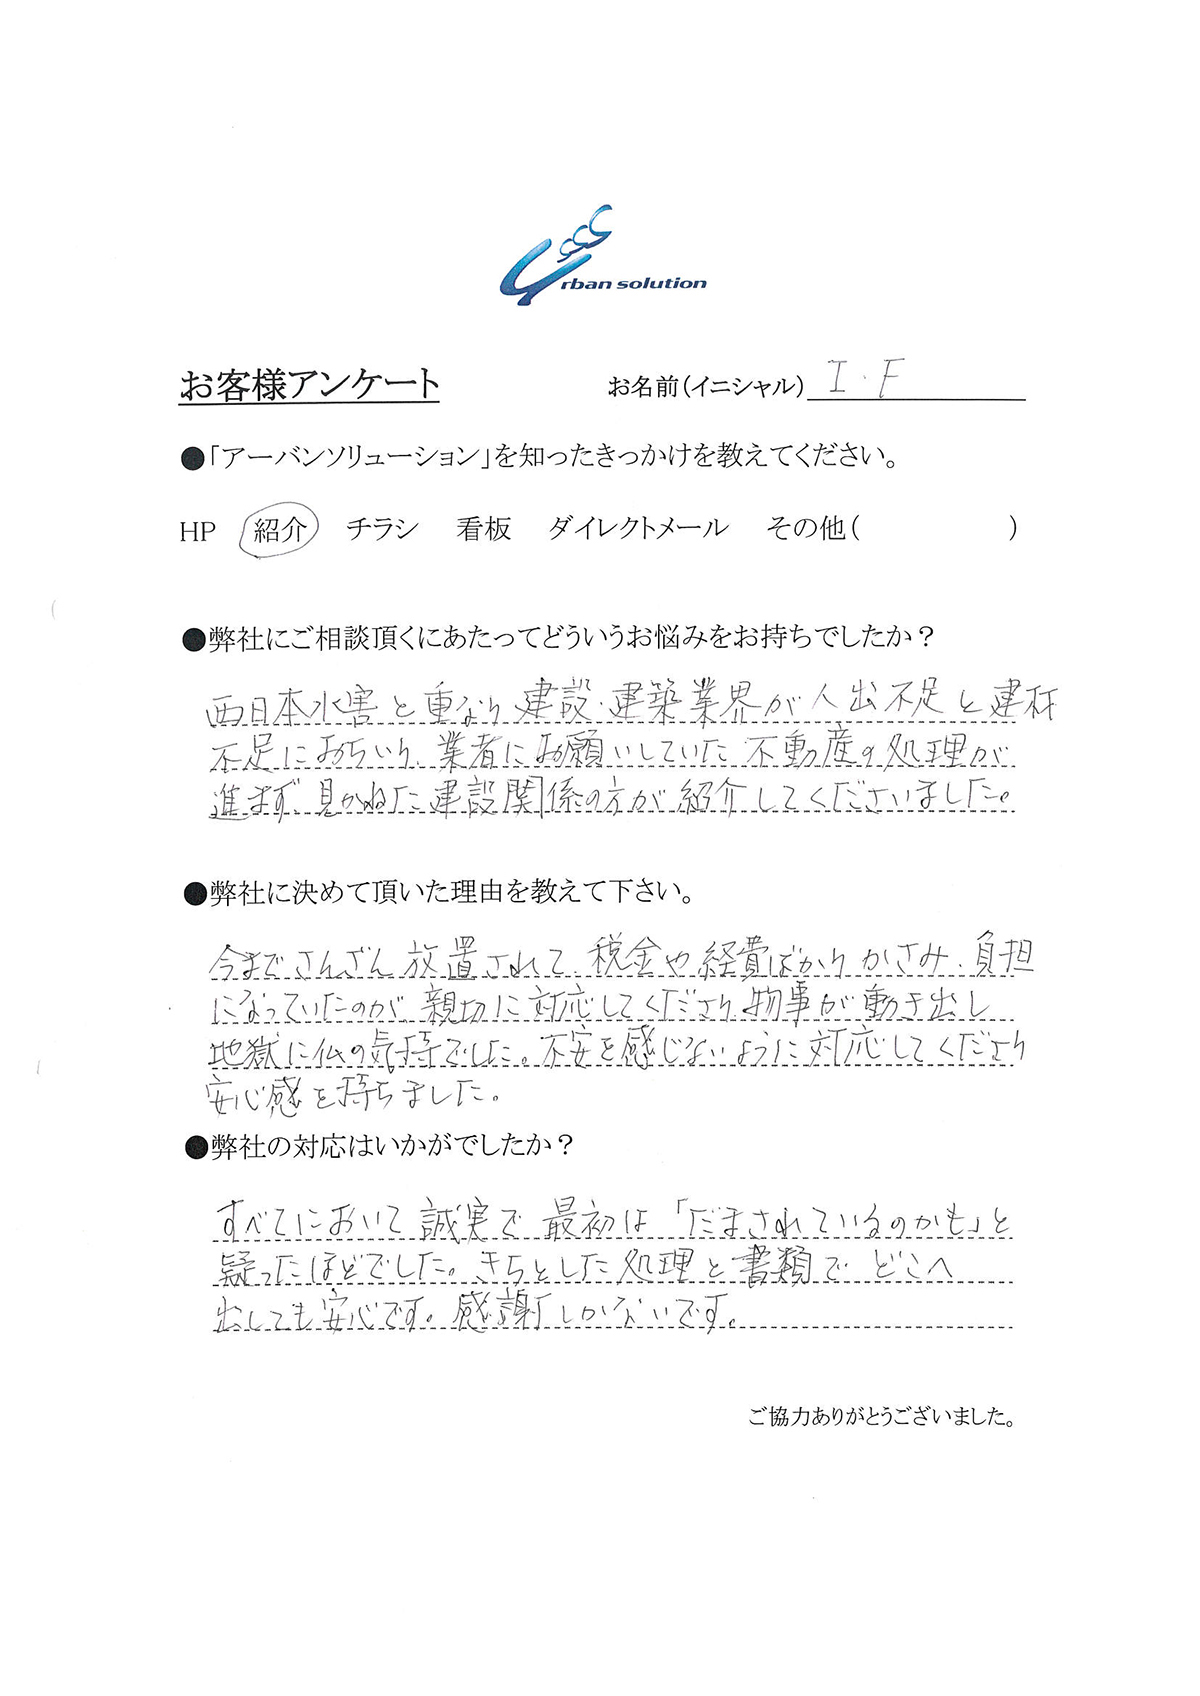 Urban solution
お客様アンケート お名前(イニシャル) I.F
●「アーバンソリューション」を知ったきっかけを教えてください。
HP 紹介 チラシ 看板 ダイレクトメール その他( )
●弊社にご相談頂くにあたってどういうお悩みをお持ちでしたか？
西日本水害と重なり建設・建築業界が人出不足と建材
不足におちいり、業者にお願いしていた不動産の処理が
進まず、見かねた建設関係の方が紹介してくださいました。
●弊社に決めて頂いた理由を教えて下さい。
今までさんざん放置されて、税金や経費ばかりかさみ、負担
になっていたのが、親切に対応してくださり、物事が動き出し
地獄に仏の気持でした。不安を感じないように対応してくださり
安心感を持ちました。
●弊社の対応はいかがでしたか？
すべてにおいて誠実で最初は「だまされているのかも」と
疑ったほどでした。きちとした処理と書類でどこへ
出しても安心です。感謝しかないです。
ご協力ありがとうございました。